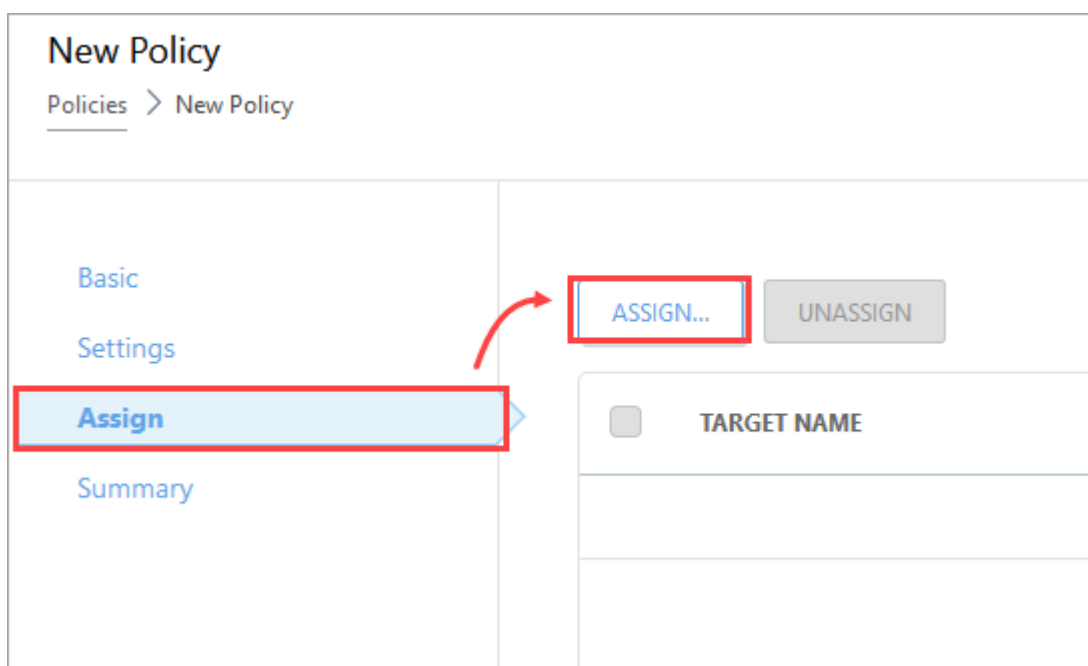 New Policy
Policies > New Policy
Basic
Settings
Assign
Summary
ASSIGN... UNASSIGN
TARGET NAME